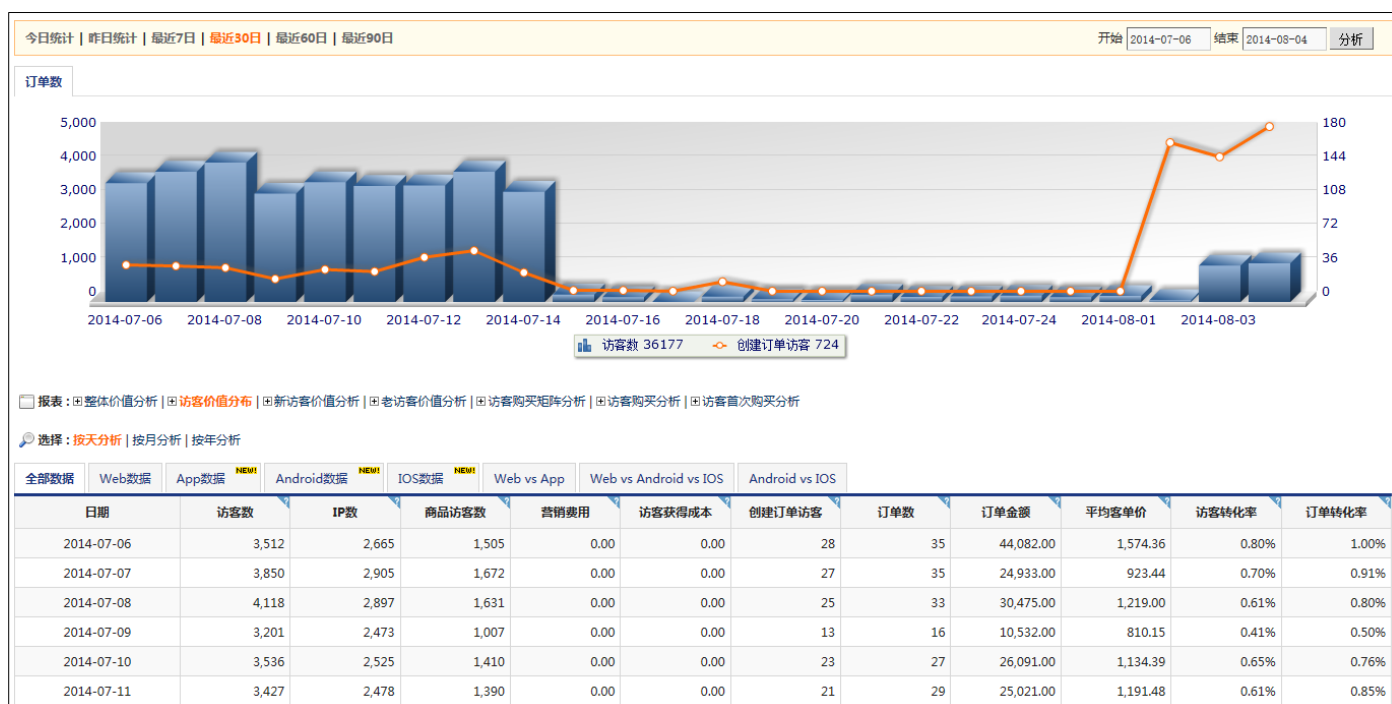 今日统计 | 昨日统计 | 最近7日 | 最近30日 | 最近60日 | 最近90日 开始 2014-07-06 结束 2014-08-04 分析
订单数
5,000 180
4,000 144
3,000 108
2,000 72
1,000 36
0 0
2014-07-06 2014-07-08 2014-07-10 2014-07-12 2014-07-14 2014-07-16 2014-07-18 2014-07-20 2014-07-22 2014-07-24 2014-08-01 2014-08-03
访客数 36177 创建订单访客 724
报表 : 整体价值分析 | 访客价值分布 | 新访客价值分析 | 老访客价值分析 | 访客购买矩阵分析 | 访客购买分析 | 访客首次购买分析
选择 : 按天分析 | 按月分析 | 按年分析
全部数据 Web数据 App数据 NEW! Android数据 NEW! IOS数据 NEW! Web vs App Web vs Android vs IOS Android vs IOS
日期 访客数 IP数 商品访客数 营销费用 访客获得成本 创建订单访客 订单数 订单金额 平均客单价 访客转化率 订单转化率
2014-07-06 3,512 2,665 1,505 0.00 0.00 28 35 44,082.00 1,574.36 0.80% 1.00%
2014-07-07 3,850 2,905 1,672 0.00 0.00 27 35 24,933.00 923.44 0.70% 0.91%
2014-07-08 4,118 2,897 1,631 0.00 0.00 25 33 30,475.00 1,219.00 0.61% 0.80%
2014-07-09 3,201 2,473 1,007 0.00 0.00 13 16 10,532.00 810.15 0.41% 0.50%
2014-07-10 3,536 2,525 1,410 0.00 0.00 23 27 26,091.00 1,134.39 0.65% 0.76%
2014-07-11 3,427 2,478 1,390 0.00 0.00 21 29 25,021.00 1,191.48 0.61% 0.85%